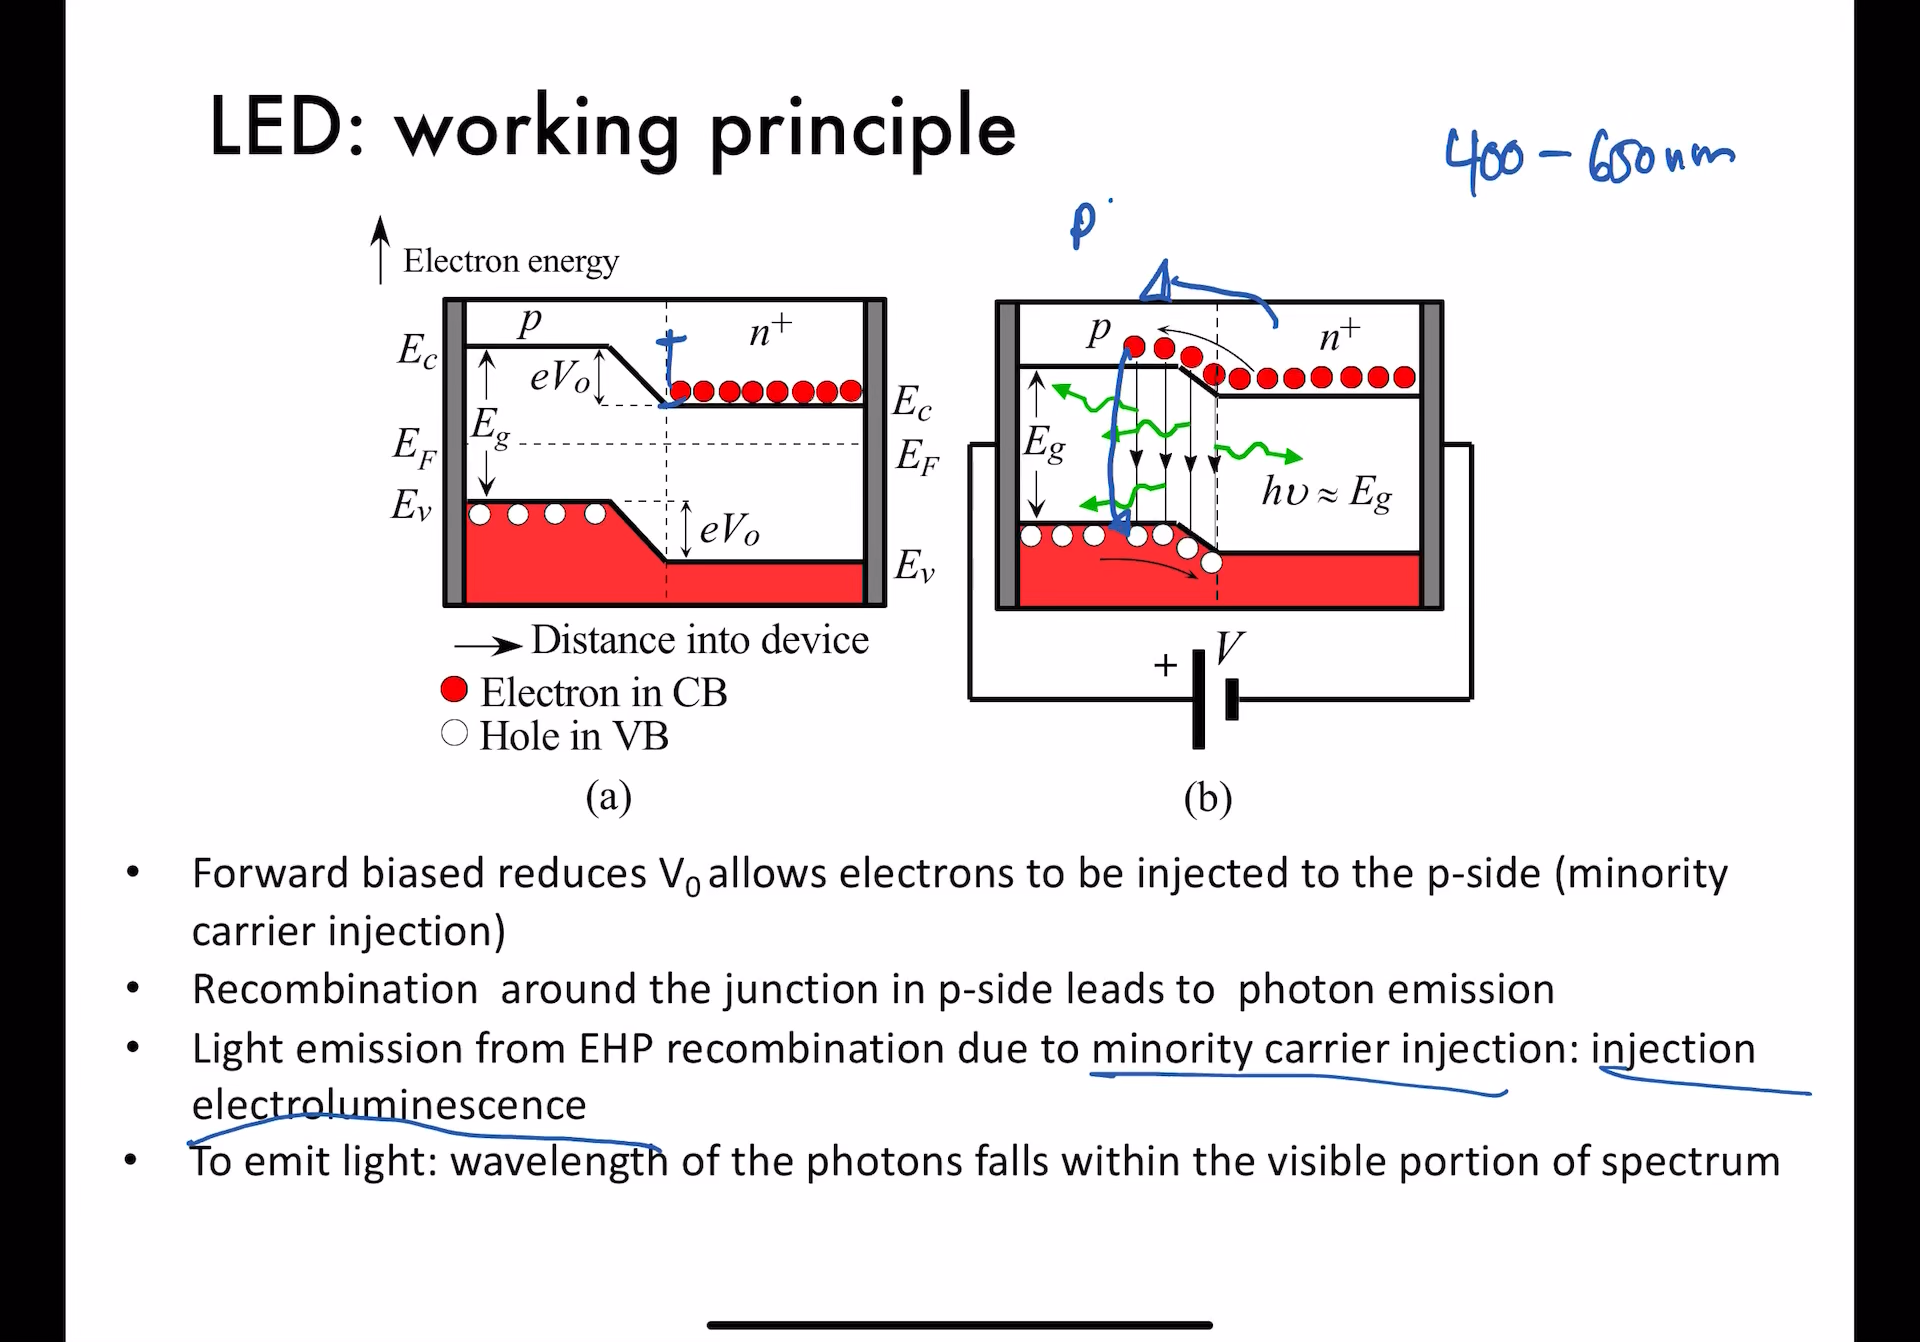 LED: working principle
400 - 650nm
p
Electron energy
p
n+
Ec
eVo
Ec
Eg
EF
EF
Ev
eVo
Ev
p
n+
Eg
hυ ≈ Eg
Distance into device
+
V
Electron in CB
Hole in VB
(a)
(b)
• Forward biased reduces V0 allows electrons to be injected to the p-side (minority
carrier injection)
• Recombination around the junction in p-side leads to photon emission
• Light emission from EHP recombination due to minority carrier injection: injection
electroluminescence
• To emit light: wavelength of the photons falls within the visible portion of spectrum